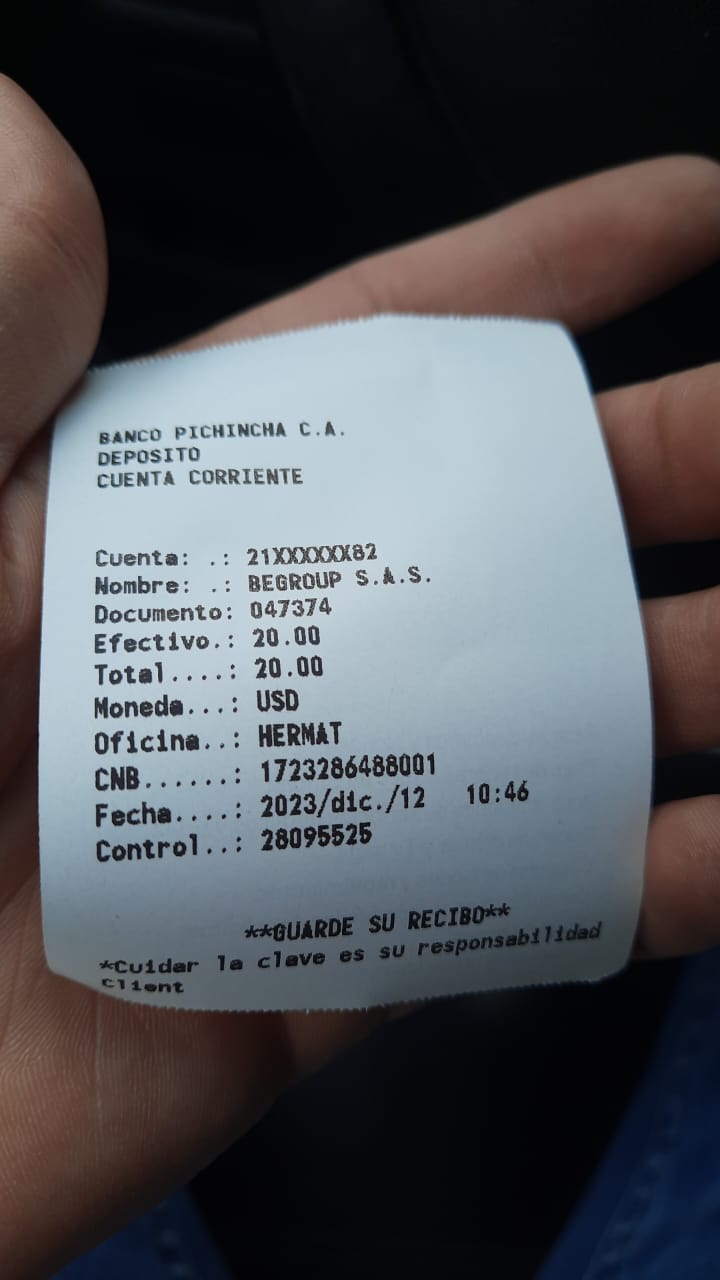 BANCO PICHINCHA C.A.
DEPOSITO
CUENTA CORRIENTE
Cuenta: .: 21XXXXXX82
Nombre: .: BEGROUP S.A.S.
Documento: 047374
Efectivo.: 20.00
Total....: 20.00
Moneda...: USD
Oficina..: HERMAT
CNB......: 1723286488001
Fecha....: 2023/dic./12 10:46
Control..: 28095525
**GUARDE SU RECIBO**
*Cuidar la clave es su responsabilidad
Client